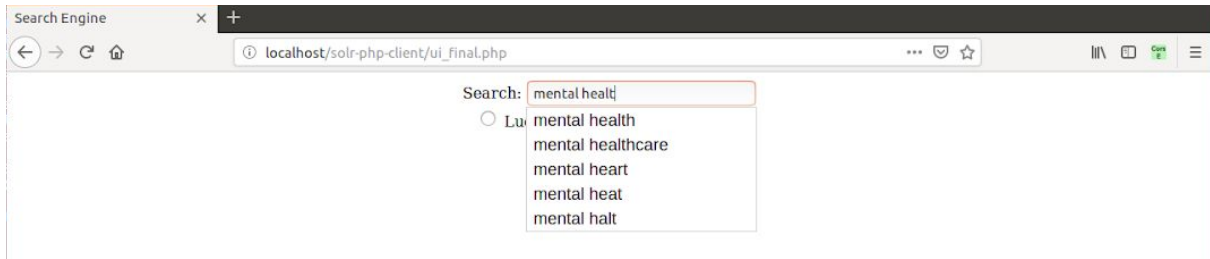 Search Engine
localhost/solr-php-client/ui_final.php
Search: mental healt
Lu
mental health
mental healthcare
mental heart
mental heat
mental halt